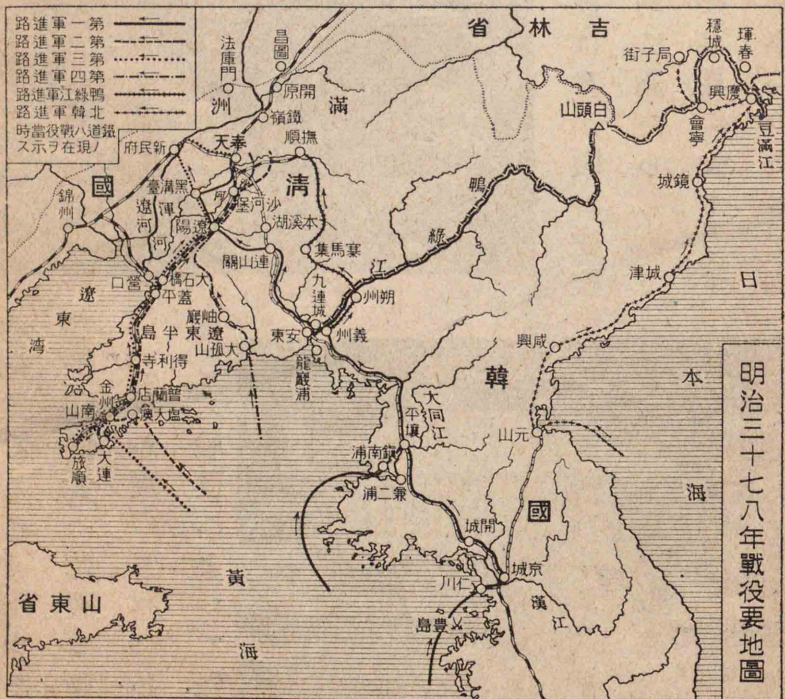 明治三十七八年戰役要地圖
第一軍進路
第二軍進路
第三軍進路
第四軍進路
鴨綠江軍進路
北韓軍進路
鐵道ハ戰役當時
ノ現在ヲ示ス
吉林省
滿
洲
清
國
韓
國
日
本
海
黃
海
山東省
遼東湾
遼東半島
琿春
穩城
局子街
慶興
豆滿江
會寧
白頭山
鏡城
城津
咸興
元山
鴨
綠
江
昌圖
法庫門
開原
鐵嶺
撫順
奉天
新民府
黑溝臺
沙河堡
遼河
渾河
遼陽
本溪湖
連山關
寨馬集
錦州
營口
大石橋
蓋平
岫巖
大孤山
得利寺
普蘭店
金州
南山
鹽大澳
大連
旅順
九連城
安東
朔州
義州
龍巖浦
大同江
平壤
鎭南浦
兼二浦
開城
京城
仁川
漢江
豊島